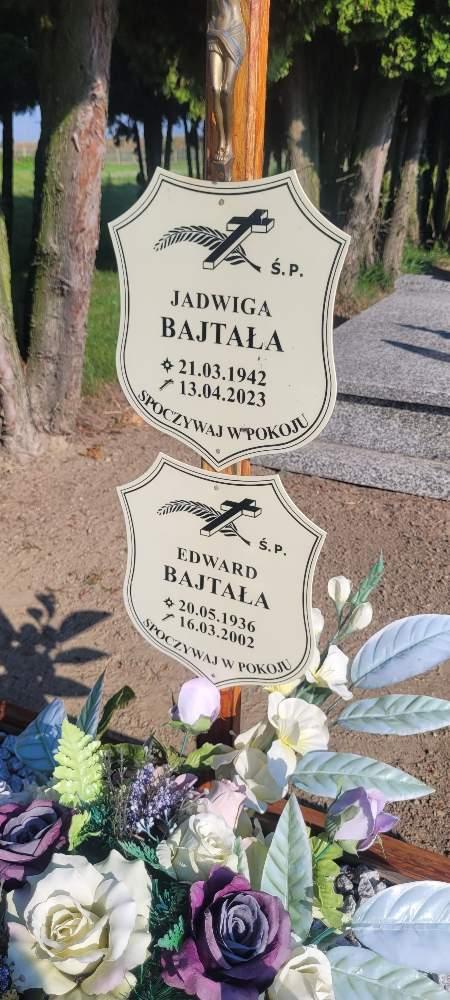 Ś.P.
JADWIGA
BAJTAŁA
21.03.1942
13.04.2023
SPOCZYWAJ W POKOJU
Ś.P.
EDWARD
BAJTAŁA
20.05.1936
16.03.2002
SPOCZYWAJ W POKOJU